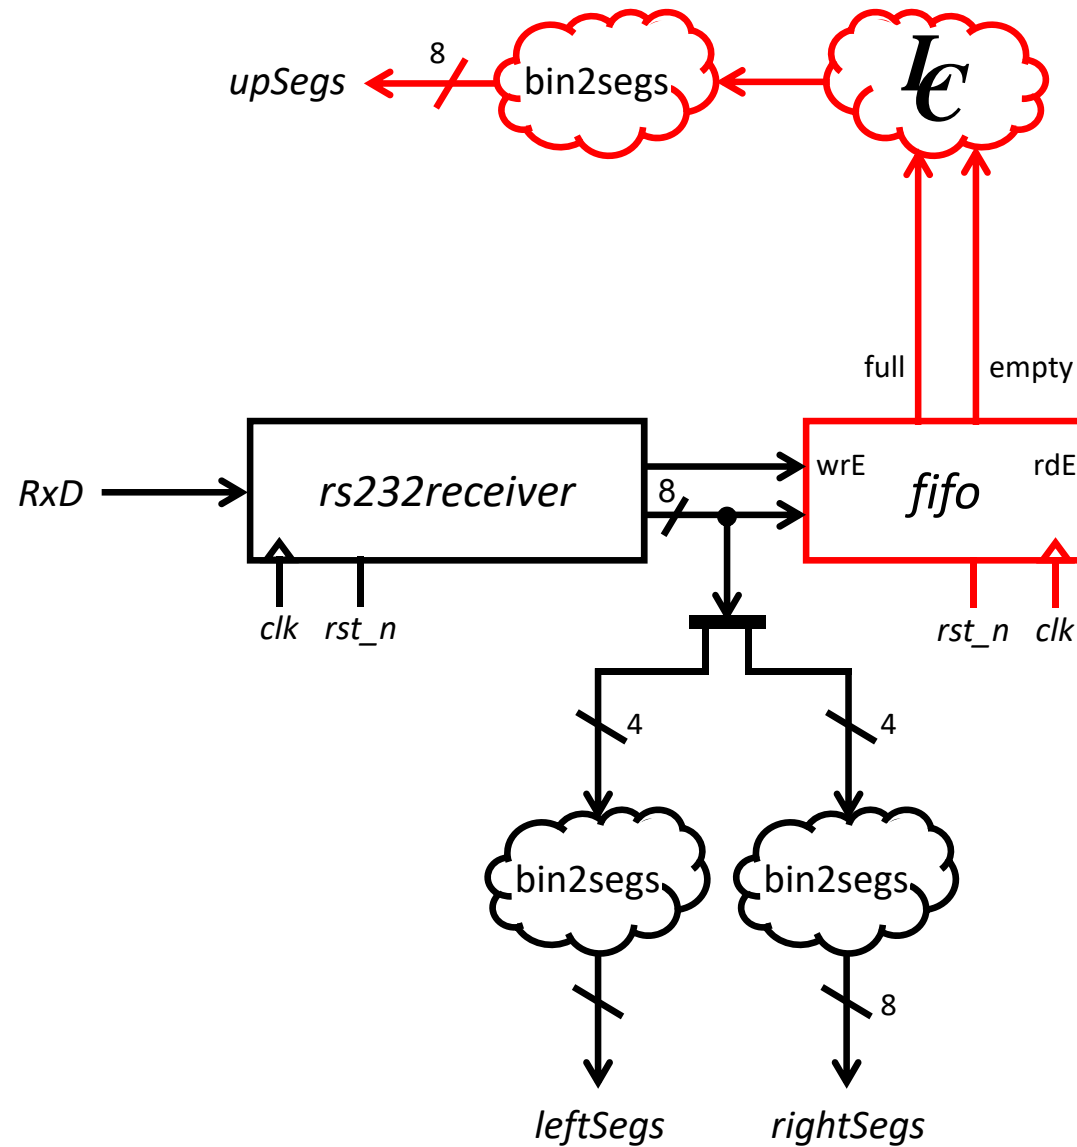 8
upSegs
bin2segs
LC
full
empty
RxD
rs232receiver
8
wrE
fifo
rdE
clk
rst_n
rst_n
clk
4
4
bin2segs
bin2segs
8
leftSegs
rightSegs